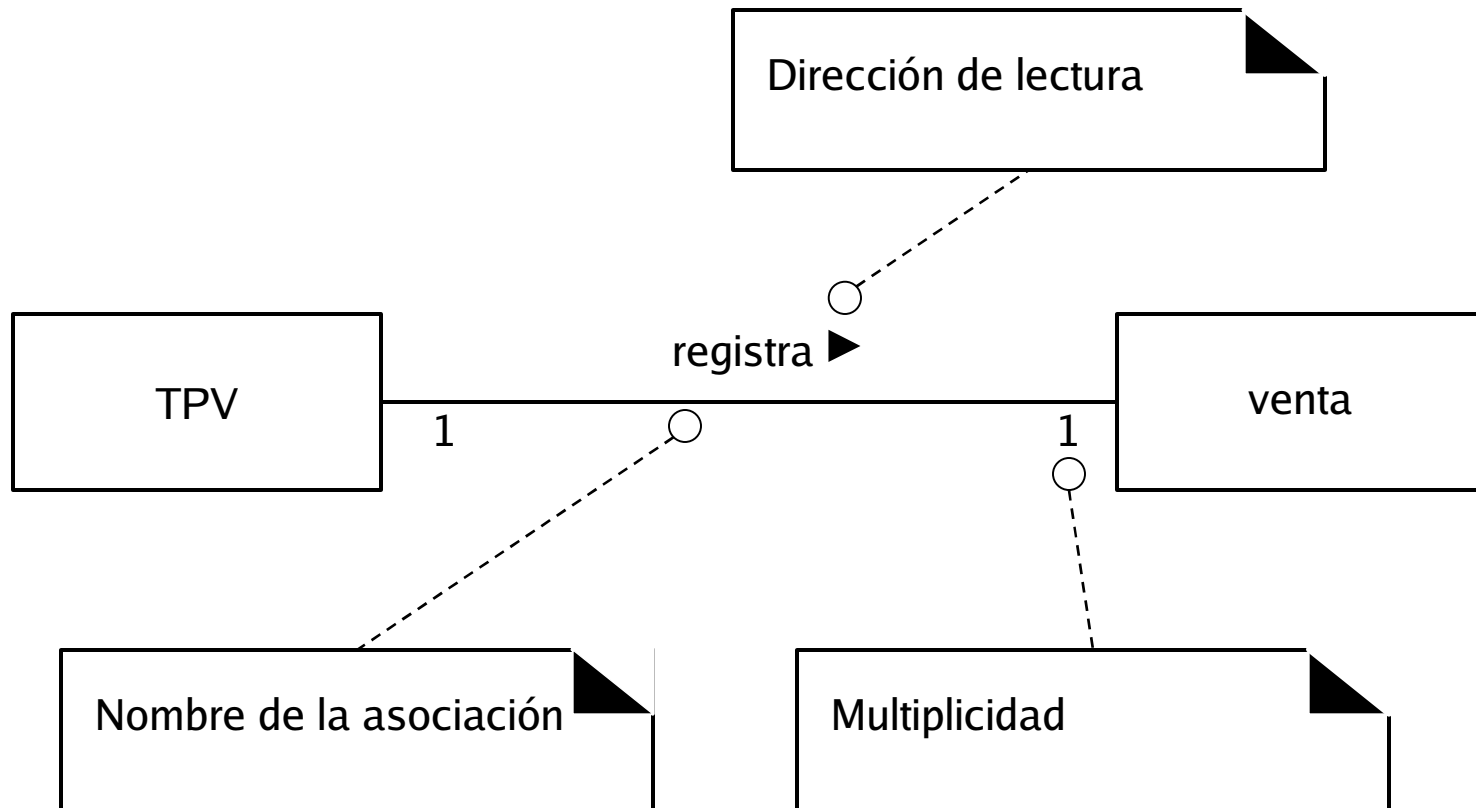 Dirección de lectura
registra ▶
TPV
venta
1
1
Nombre de la asociación
Multiplicidad